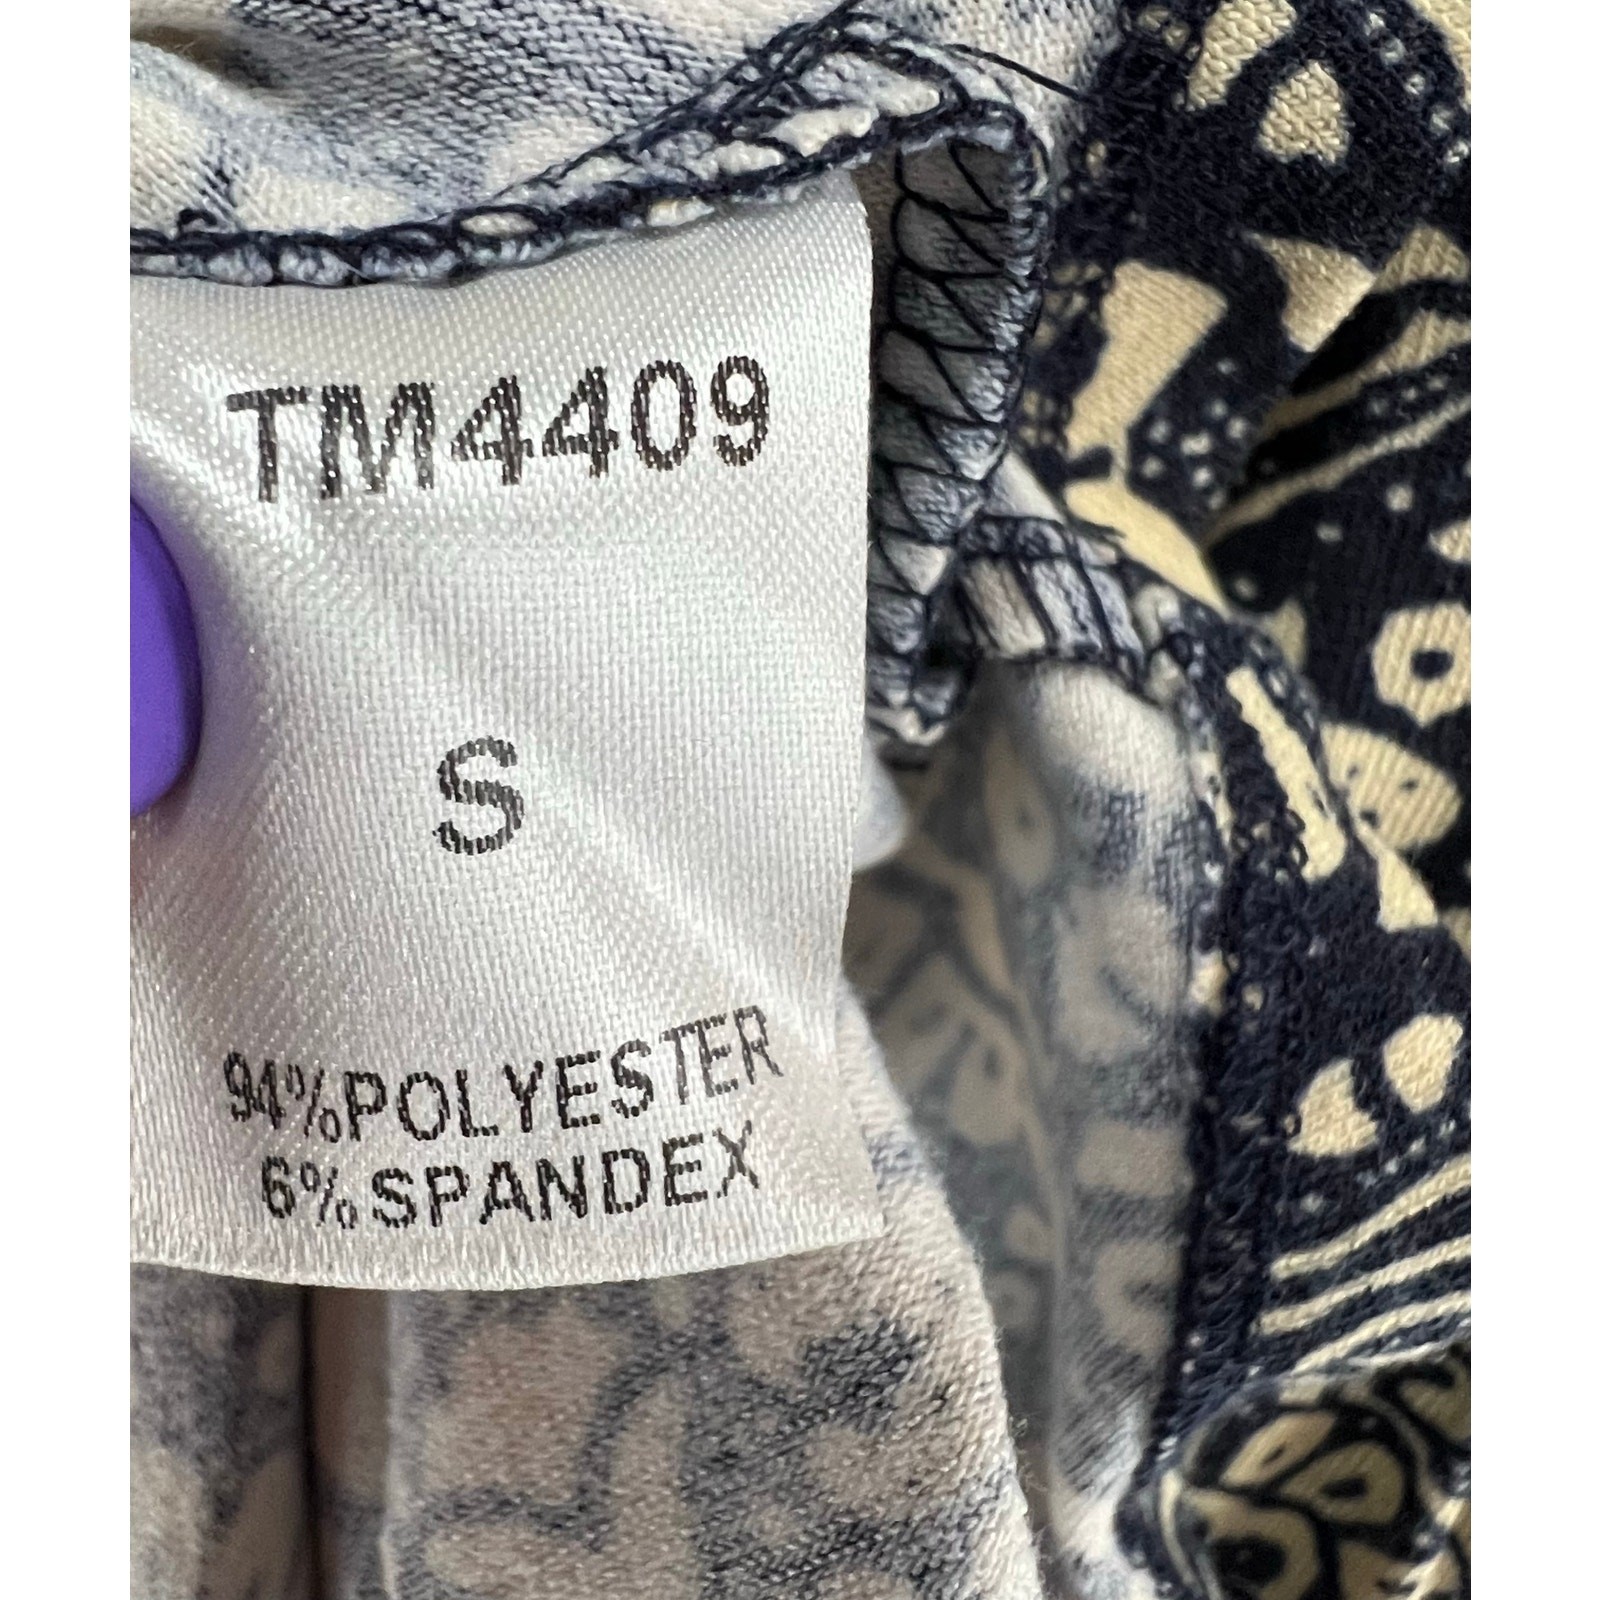 TM4409
S
94%POLYESTER
6%SPANDEX